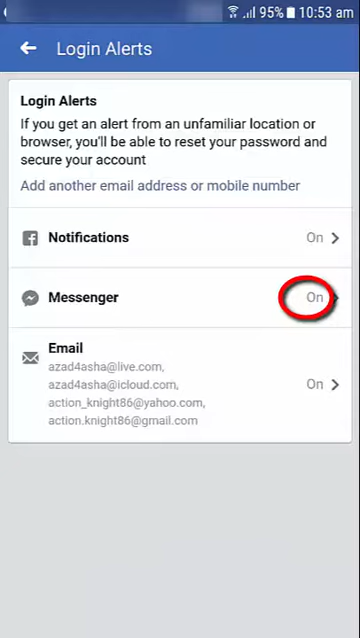 95% 10:53 am
Login Alerts
Login Alerts
If you get an alert from an unfamiliar location or
browser, you'll be able to reset your password and
secure your account
Add another email address or mobile number
Notifications On
Messenger On
Email
azad4asha@live.com,
azad4asha@icloud.com,
action_knight86@yahoo.com,
action.knight86@gmail.com
On